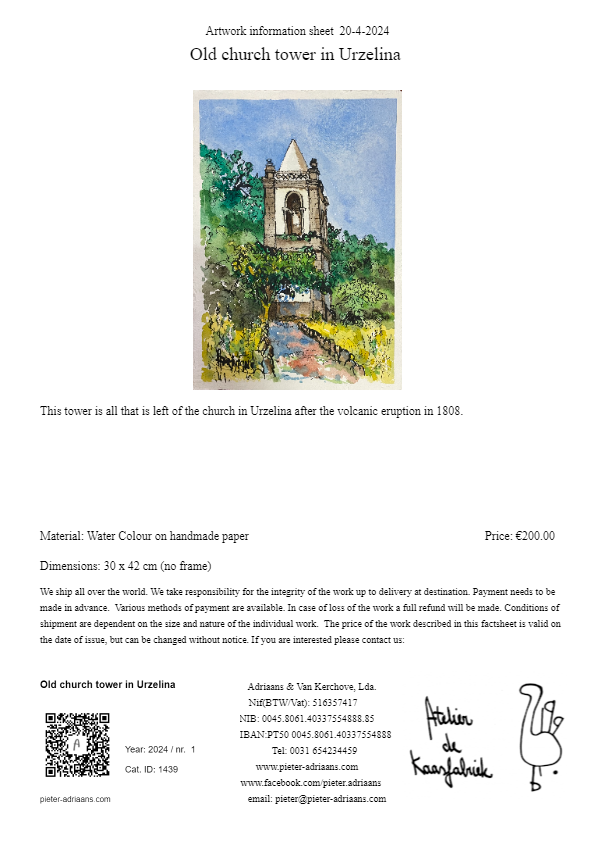 Artwork information sheet 20-4-2024
Old church tower in Urzelina
This tower is all that is left of the church in Urzelina after the volcanic eruption in 1808.
Material: Water Colour on handmade paper
Price: €200.00
Dimensions: 30 x 42 cm (no frame)
We ship all over the world. We take responsibility for the integrity of the work up to delivery at destination. Payment needs to be
made in advance. Various methods of payment are available. In case of loss of the work a full refund will be made. Conditions of
shipment are dependent on the size and nature of the individual work. The price of the work described in this factsheet is valid on
the date of issue, but can be changed without notice. If you are interested please contact us:
Old church tower in Urzelina
Year: 2024 / nr. 1
Cat. ID: 1439
pieter-adriaans.com
Adriaans & Van Kerchove, Lda.
Nif(BTW/Vat): 516357417
NIB: 0045.8061.40337554888.85
IBAN:PT50 0045.8061.40337554888
Tel: 0031 654234459
www.pieter-adriaans.com
www.facebook.com/pieter.adriaans
email: pieter@pieter-adriaans.com
Atelier
de
Kaasfabriek